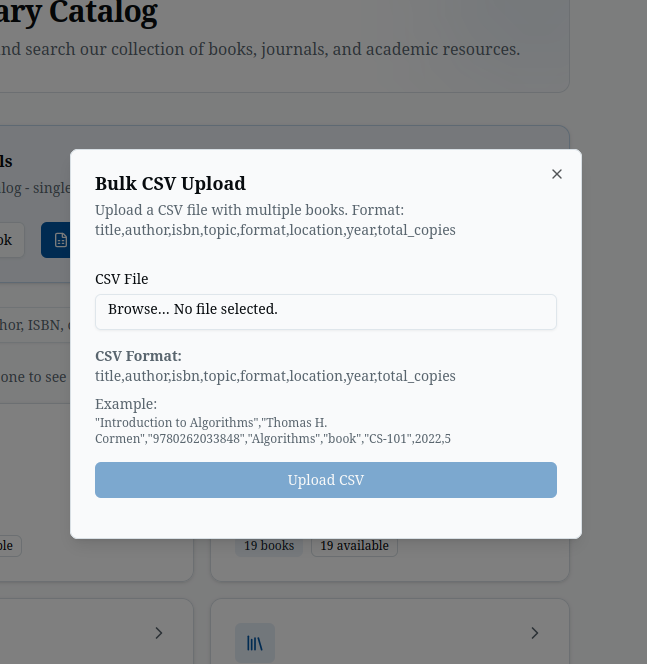 ary Catalog
nd search our collection of books, journals, and academic resources.
ls
log - single
ok
hor, ISBN,
one to see
Bulk CSV Upload
Upload a CSV file with multiple books. Format:
title,author,isbn,topic,format,location,year,total_copies
CSV File
Browse... No file selected.
CSV Format:
title,author,isbn,topic,format,location,year,total_copies
Example:
"Introduction to Algorithms","Thomas H.
Cormen","9780262033848","Algorithms","book","CS-101",2022,5
Upload CSV
ble
19 books 19 available